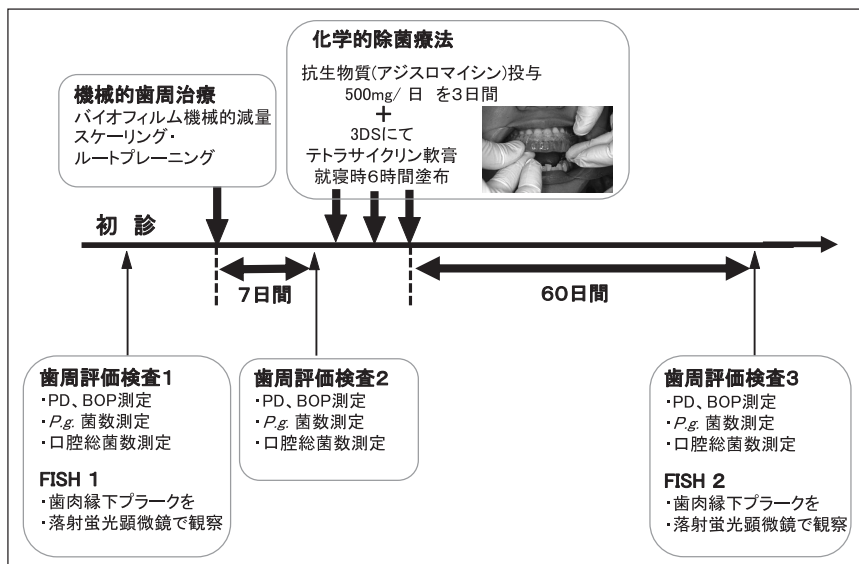 化学的除菌療法
抗生物質(アジスロマイシン)投与
500mg/日 を3日間
+
3DSにて
テトラサイクリン軟膏
就寝時6時間塗布
機械的歯周治療
バイオフィルム機械的減量
スケーリング・
ルートプレーニング
初 診
7日間
60日間
歯周評価検査1
・PD、BOP測定
・P.g. 菌数測定
・口腔総菌数測定
FISH 1
・歯肉縁下プラークを
・落射蛍光顕微鏡で観察
歯周評価検査2
・PD、BOP測定
・P.g. 菌数測定
・口腔総菌数測定
歯周評価検査3
・PD、BOP測定
・P.g. 菌数測定
・口腔総菌数測定
FISH 2
・歯肉縁下プラークを
・落射蛍光顕微鏡で観察